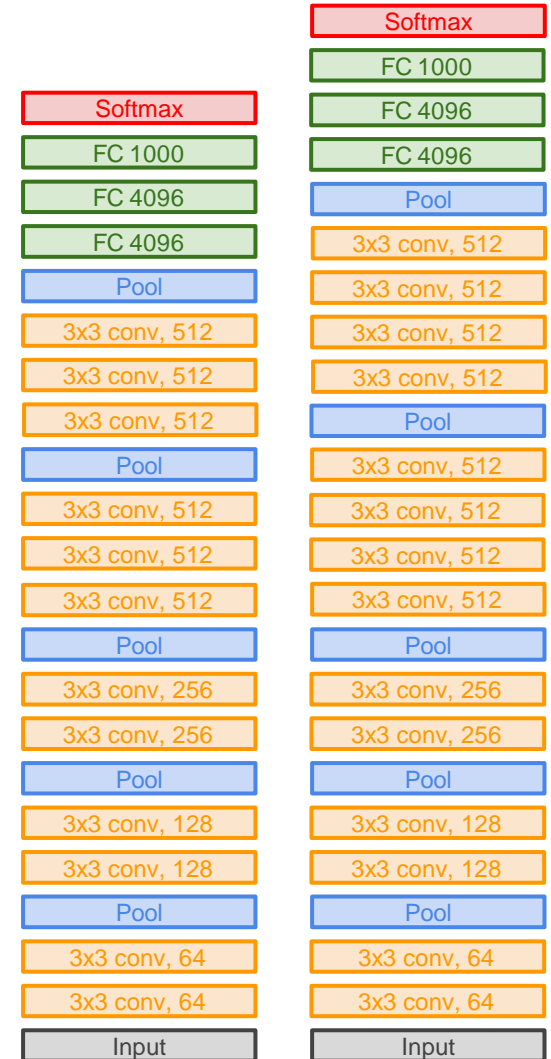 Softmax
FC 1000
FC 4096
FC 4096
Pool
3x3 conv, 512
3x3 conv, 512
3x3 conv, 512
Pool
3x3 conv, 512
3x3 conv, 512
3x3 conv, 512
Pool
3x3 conv, 256
3x3 conv, 256
Pool
3x3 conv, 128
3x3 conv, 128
Pool
3x3 conv, 64
3x3 conv, 64
Input
Softmax
FC 1000
FC 4096
FC 4096
Pool
3x3 conv, 512
3x3 conv, 512
3x3 conv, 512
3x3 conv, 512
Pool
3x3 conv, 512
3x3 conv, 512
3x3 conv, 512
3x3 conv, 512
Pool
3x3 conv, 256
3x3 conv, 256
Pool
3x3 conv, 128
3x3 conv, 128
Pool
3x3 conv, 64
3x3 conv, 64
Input